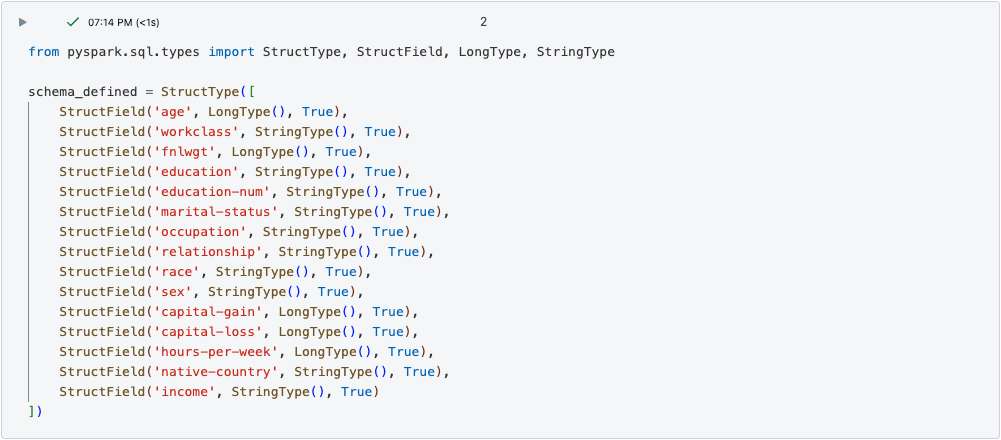 07:14 PM (<1s)
2
from pyspark.sql.types import StructType, StructField, LongType, StringType
schema_defined = StructType([
    StructField('age', LongType(), True),
    StructField('workclass', StringType(), True),
    StructField('fnlwgt', LongType(), True),
    StructField('education', StringType(), True),
    StructField('education-num', StringType(), True),
    StructField('marital-status', StringType(), True),
    StructField('occupation', StringType(), True),
    StructField('relationship', StringType(), True),
    StructField('race', StringType(), True),
    StructField('sex', StringType(), True),
    StructField('capital-gain', LongType(), True),
    StructField('capital-loss', LongType(), True),
    StructField('hours-per-week', LongType(), True),
    StructField('native-country', StringType(), True),
    StructField('income', StringType(), True)
])